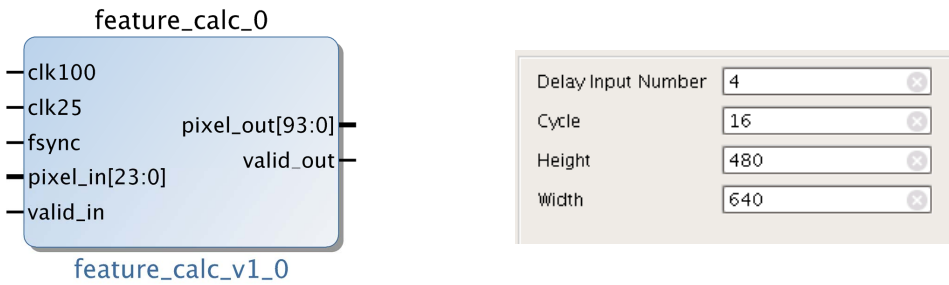 feature_calc_0
clk100
clk25
fsync
pixel_in[23:0]
valid_in
pixel_out[93:0]
valid_out
feature_calc_v1_0
Delay Input Number 4
Cycle 16
Height 480
Width 640